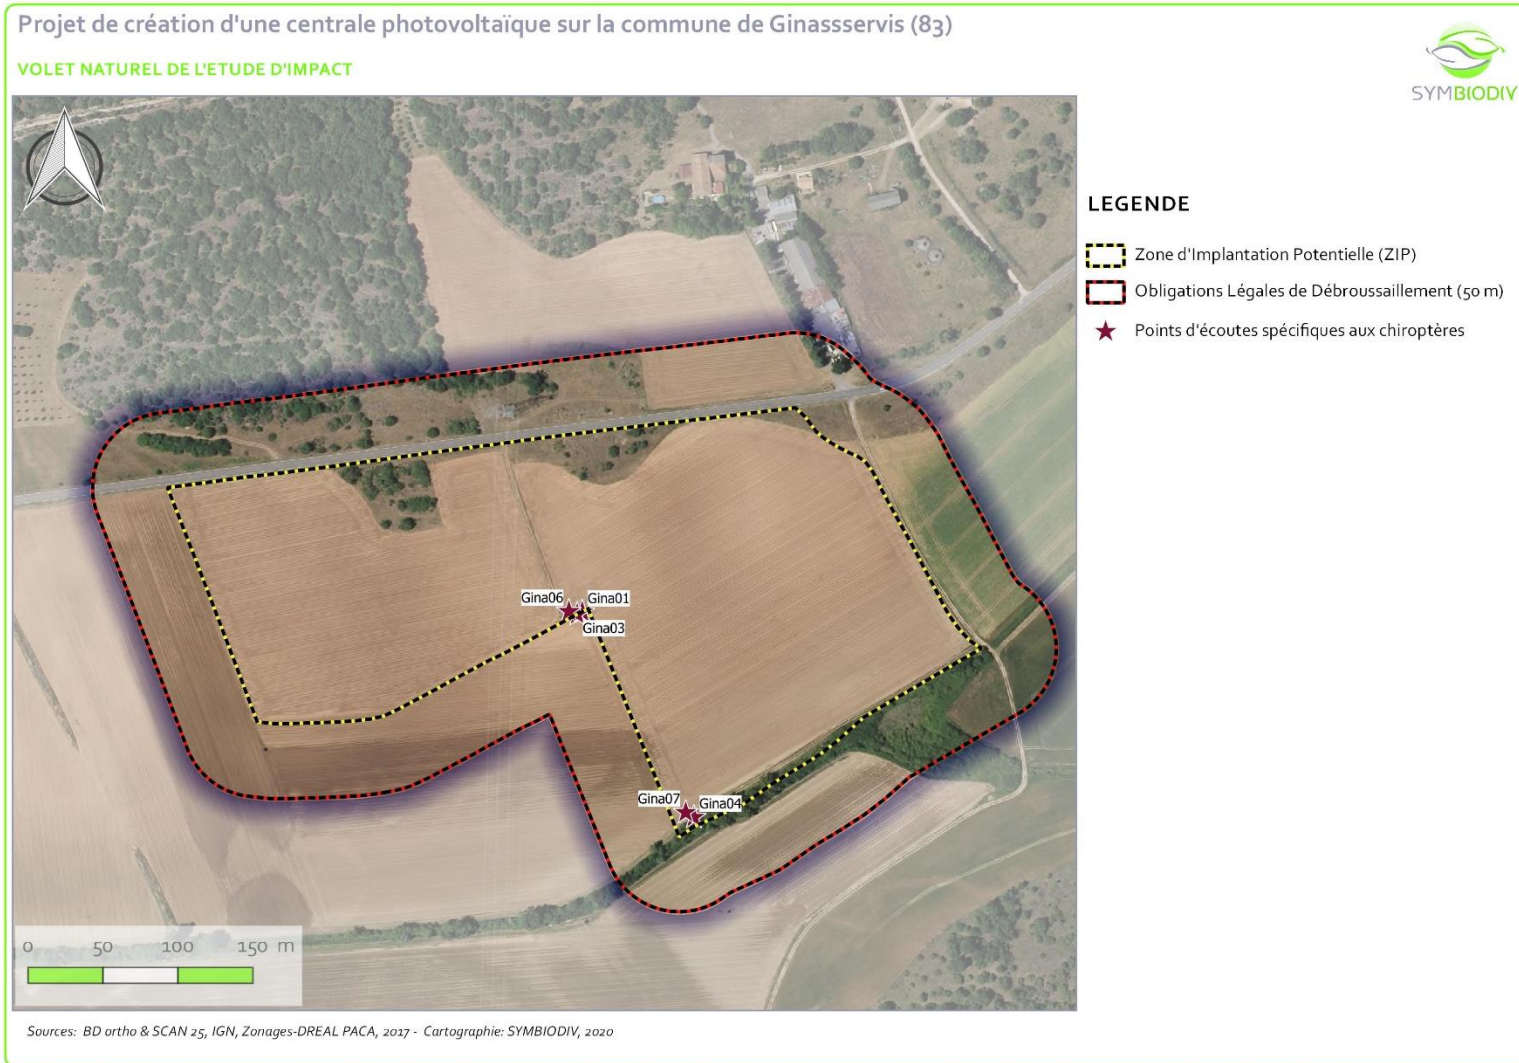 Projet de création d'une centrale photovoltaïque sur la commune de Ginassservis (83)
VOLET NATUREL DE L'ETUDE D'IMPACT
SYMBIODIV
LEGENDE
Zone d'Implantation Potentielle (ZIP)
Obligations Légales de Débroussaillement (50 m)
Points d'écoutes spécifiques aux chiroptères
Gina06
Gina01
Gina03
Gina07
Gina04
0 50 100 150 m
Sources: BD ortho & SCAN 25, IGN, Zonages-DREAL PACA, 2017 - Cartographie: SYMBIODIV, 2020